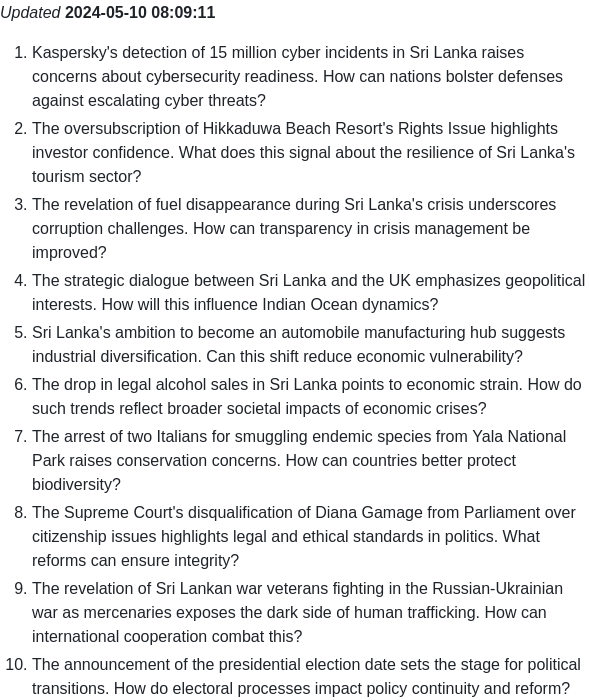 Updated 2024-05-10 08:09:11
1. Kaspersky's detection of 15 million cyber incidents in Sri Lanka raises
concerns about cybersecurity readiness. How can nations bolster defenses
against escalating cyber threats?
2. The oversubscription of Hikkaduwa Beach Resort's Rights Issue highlights
investor confidence. What does this signal about the resilience of Sri Lanka's
tourism sector?
3. The revelation of fuel disappearance during Sri Lanka's crisis underscores
corruption challenges. How can transparency in crisis management be
improved?
4. The strategic dialogue between Sri Lanka and the UK emphasizes geopolitical
interests. How will this influence Indian Ocean dynamics?
5. Sri Lanka's ambition to become an automobile manufacturing hub suggests
industrial diversification. Can this shift reduce economic vulnerability?
6. The drop in legal alcohol sales in Sri Lanka points to economic strain. How do
such trends reflect broader societal impacts of economic crises?
7. The arrest of two Italians for smuggling endemic species from Yala National
Park raises conservation concerns. How can countries better protect
biodiversity?
8. The Supreme Court's disqualification of Diana Gamage from Parliament over
citizenship issues highlights legal and ethical standards in politics. What
reforms can ensure integrity?
9. The revelation of Sri Lankan war veterans fighting in the Russian-Ukrainian
war as mercenaries exposes the dark side of human trafficking. How can
international cooperation combat this?
10. The announcement of the presidential election date sets the stage for political
transitions. How do electoral processes impact policy continuity and reform?